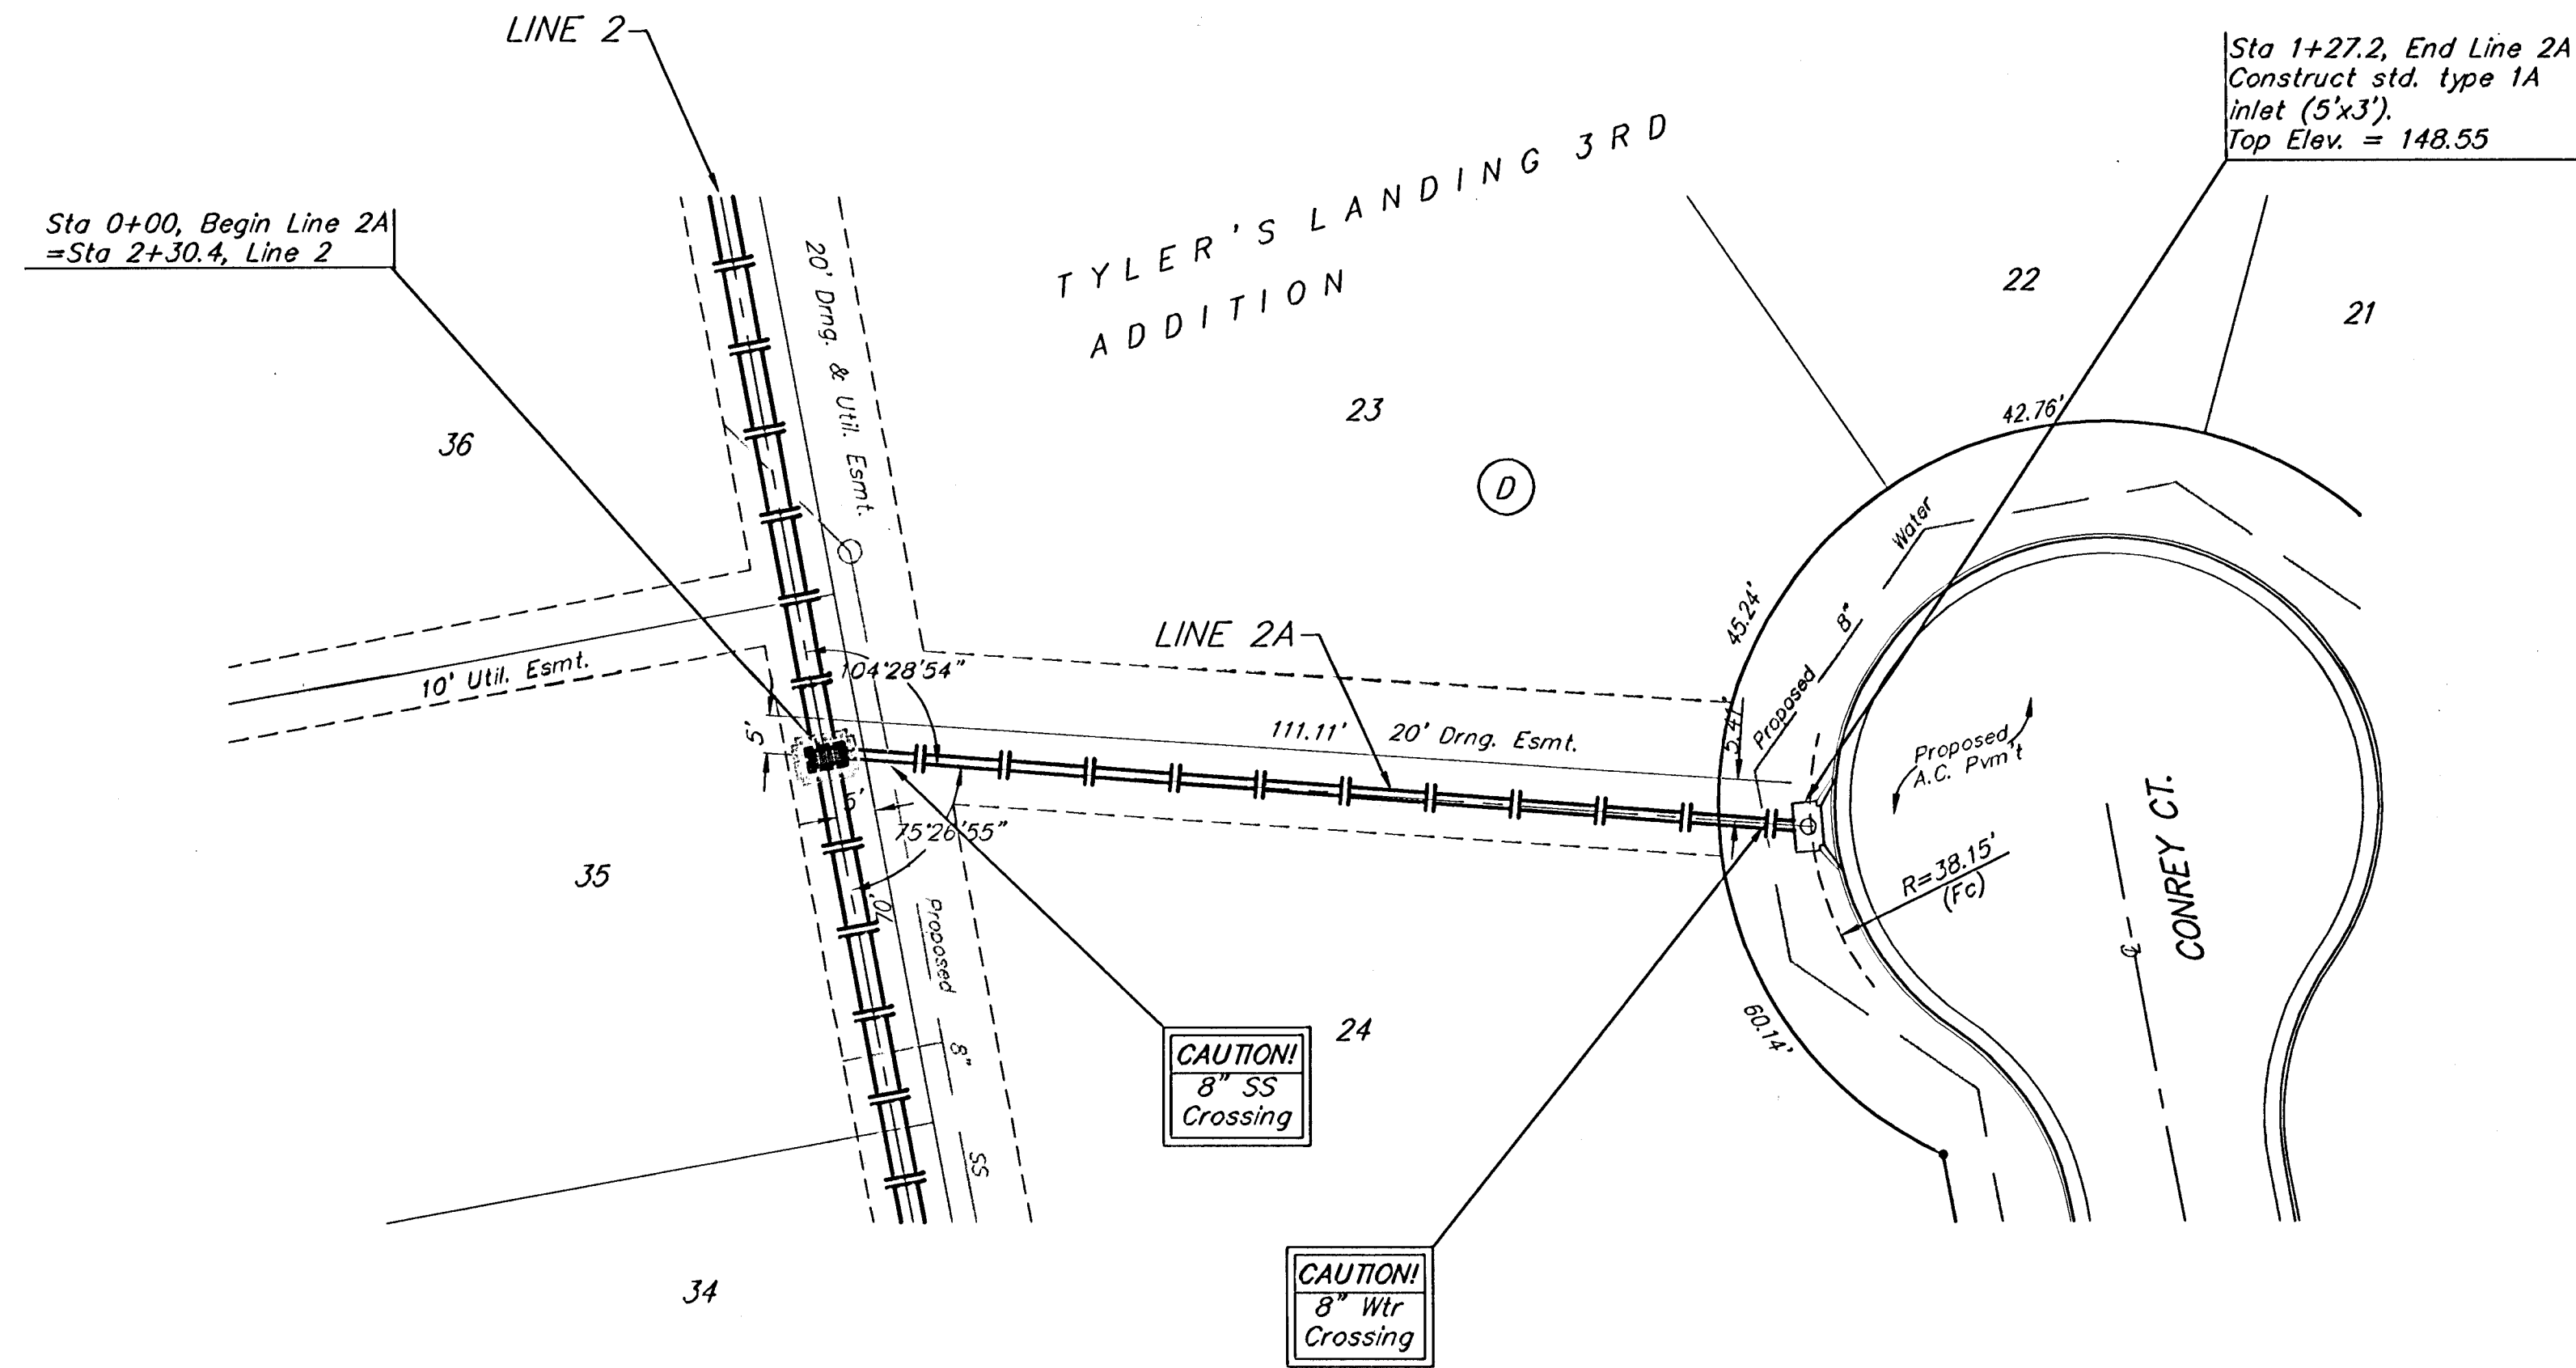 LINE 2
Sta 1+27.2, End Line 2A
Construct std. type 1A
inlet (5'x3').
Top Elev. = 148.55
Sta 0+00, Begin Line 2A
=Sta 2+30.4, Line 2
TYLER'S LANDING 3RD
ADDITION
20' Drng. & Util. Esmt.
22
21
23
36
42.76'
D
Water
8"
Proposed
45.24'
LINE 2A
104°28'54"
10' Util. Esmt.
5'
111.11'
20' Drng. Esmt.
5.41'
Proposed
A.C. Pvm't
CONREY CT.
5'
75°26'55"
35
10'
R=38.15'
(Fc)
Proposed
8"
SS
60.14'
24
CAUTION!
8" SS
Crossing
34
CAUTION!
8" Wtr
Crossing